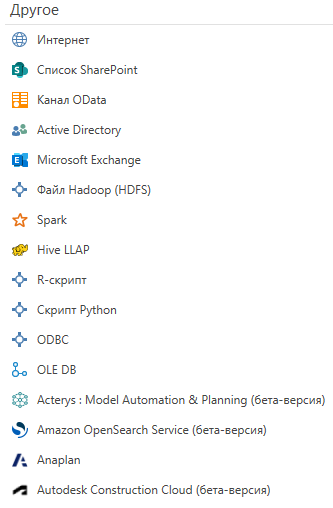 Другое
Интернет
Список SharePoint
Канал OData
Active Directory
Microsoft Exchange
Файл Hadoop (HDFS)
Spark
Hive LLAP
R-скрипт
Скрипт Python
ODBC
OLE DB
Acterys : Model Automation & Planning (бета-версия)
Amazon OpenSearch Service (бета-версия)
Anaplan
Autodesk Construction Cloud (бета-версия)